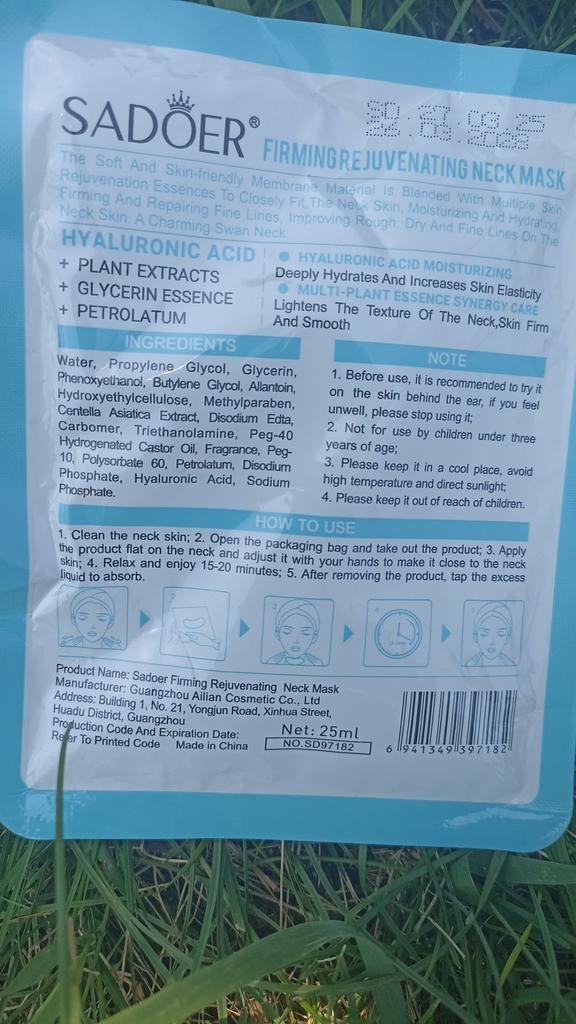 SADOER®
FIRMING REJUVENATING NECK MASK
The Soft And Skin-friendly Membrane Material Is Blended With Multiple Skin
Rejuvenation Essences To Closely Fit The Neck Skin, Moisturizing And Hydrating,
Firming And Repairing Fine Lines, Improving Rough, Dry And Fine Lines On The
Neck Skin. A Charming Swan Neck.
HYALURONIC ACID
+ PLANT EXTRACTS
+ GLYCERIN ESSENCE
+ PETROLATUM
● HYALURONIC ACID MOISTURIZING
Deeply Hydrates And Increases Skin Elasticity
● MULTI-PLANT ESSENCE SYNERGY CARE
Lightens The Texture Of The Neck,Skin Firm
And Smooth
INGREDIENTS
Water, Propylene Glycol, Glycerin,
Phenoxyethanol, Butylene Glycol, Allantoin,
Hydroxyethylcellulose, Methylparaben,
Centella Asiatica Extract, Disodium Edta,
Carbomer, Triethanolamine, Peg-40
Hydrogenated Castor Oil, Fragrance, Peg-
10, Polysorbate 60, Petrolatum, Disodium
Phosphate, Hyaluronic Acid, Sodium
Phosphate.
NOTE
1. Before use, it is recommended to try it
on the skin behind the ear, if you feel
unwell, please stop using it;
2. Not for use by children under three
years of age;
3. Please keep it in a cool place, avoid
high temperature and direct sunlight;
4. Please keep it out of reach of children.
HOW TO USE
1. Clean the neck skin; 2. Open the packaging bag and take out the product; 3. Apply
the product flat on the neck and adjust it with your hands to make it close to the neck
skin; 4. Relax and enjoy 15-20 minutes; 5. After removing the product, tap the excess
liquid to absorb.
Product Name: Sadoer Firming Rejuvenating Neck Mask
Manufacturer: Guangzhou Ailian Cosmetic Co., Ltd
Address: Building 1, No. 21, Yongjun Road, Xinhua Street,
Huadu District, Guangzhou
Production Code And Expiration Date:
Refer To Printed Code Made in China
Net: 25ml
NO.SD97182
6 941349 397182